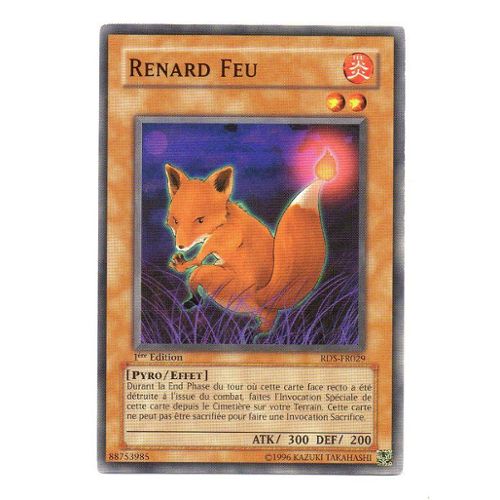 RENARD FEU
炎
1ère Edition
RDS-FR029
[PYRO/EFFET]
Durant la End Phase du tour où cette carte face recto a été
détruite à l'issue du combat, faites l'Invocation Spéciale de
cette carte depuis le Cimetière sur votre Terrain. Cette carte
ne peut pas être sacrifiée pour faire une Invocation Sacrifice.
ATK/ 300 DEF/ 200
88753985
©1996 KAZUKI TAKAHASHI